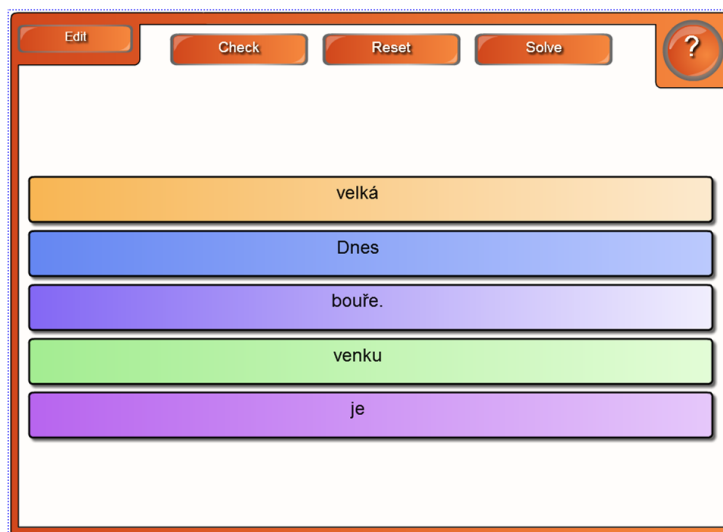 Edit
Check Reset Solve
?
velká
Dnes
bouře.
venku
je